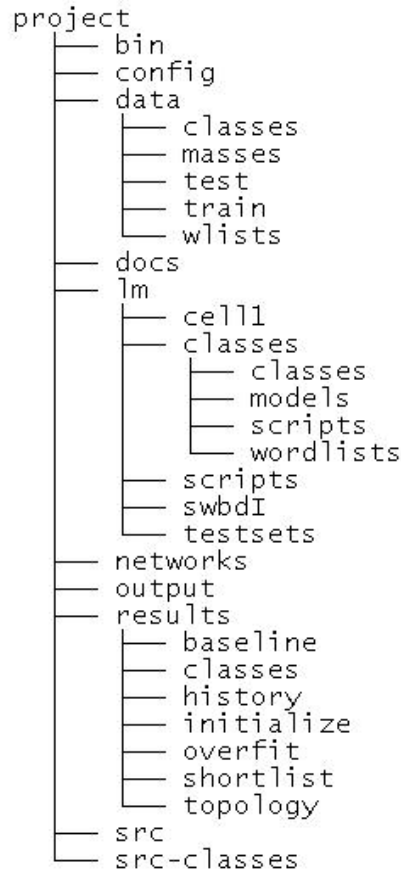 project
bin
config
data
classes
masses
test
train
wlists
docs
lm
cell1
classes
classes
models
scripts
wordlists
scripts
swbdI
testsets
networks
output
results
baseline
classes
history
initialize
overfit
shortlist
topology
src
src-classes